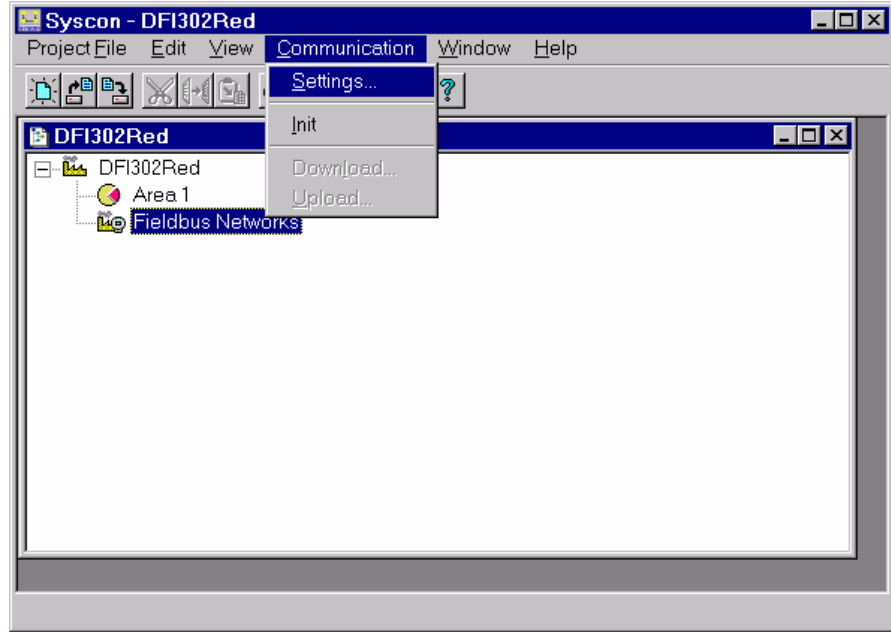 Syscon - DFI302Red
Project File Edit View Communication Window Help
Settings...
?
Init
Download...
Upload...
DFI302Red
DFI302Red
Area 1
Fieldbus Networks